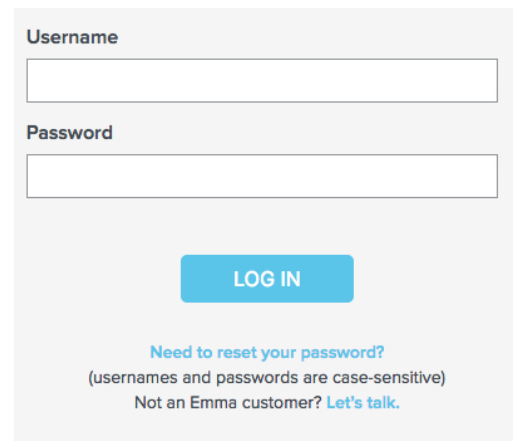 Username
Password
LOG IN
Need to reset your password?
(usernames and passwords are case-sensitive)
Not an Emma customer? Let's talk.